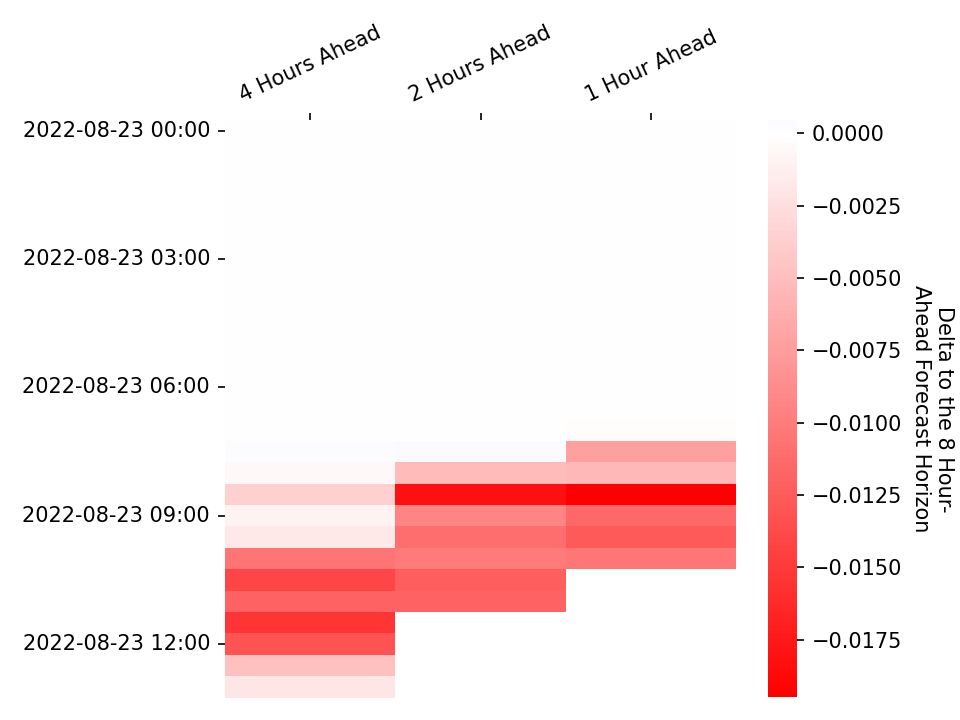 4 Hours Ahead
2 Hours Ahead
1 Hour Ahead
2022-08-23 00:00
2022-08-23 03:00
2022-08-23 06:00
2022-08-23 09:00
2022-08-23 12:00
0.0000
−0.0025
−0.0050
−0.0075
−0.0100
−0.0125
−0.0150
−0.0175
Delta to the 8 Hour-
Ahead Forecast Horizon